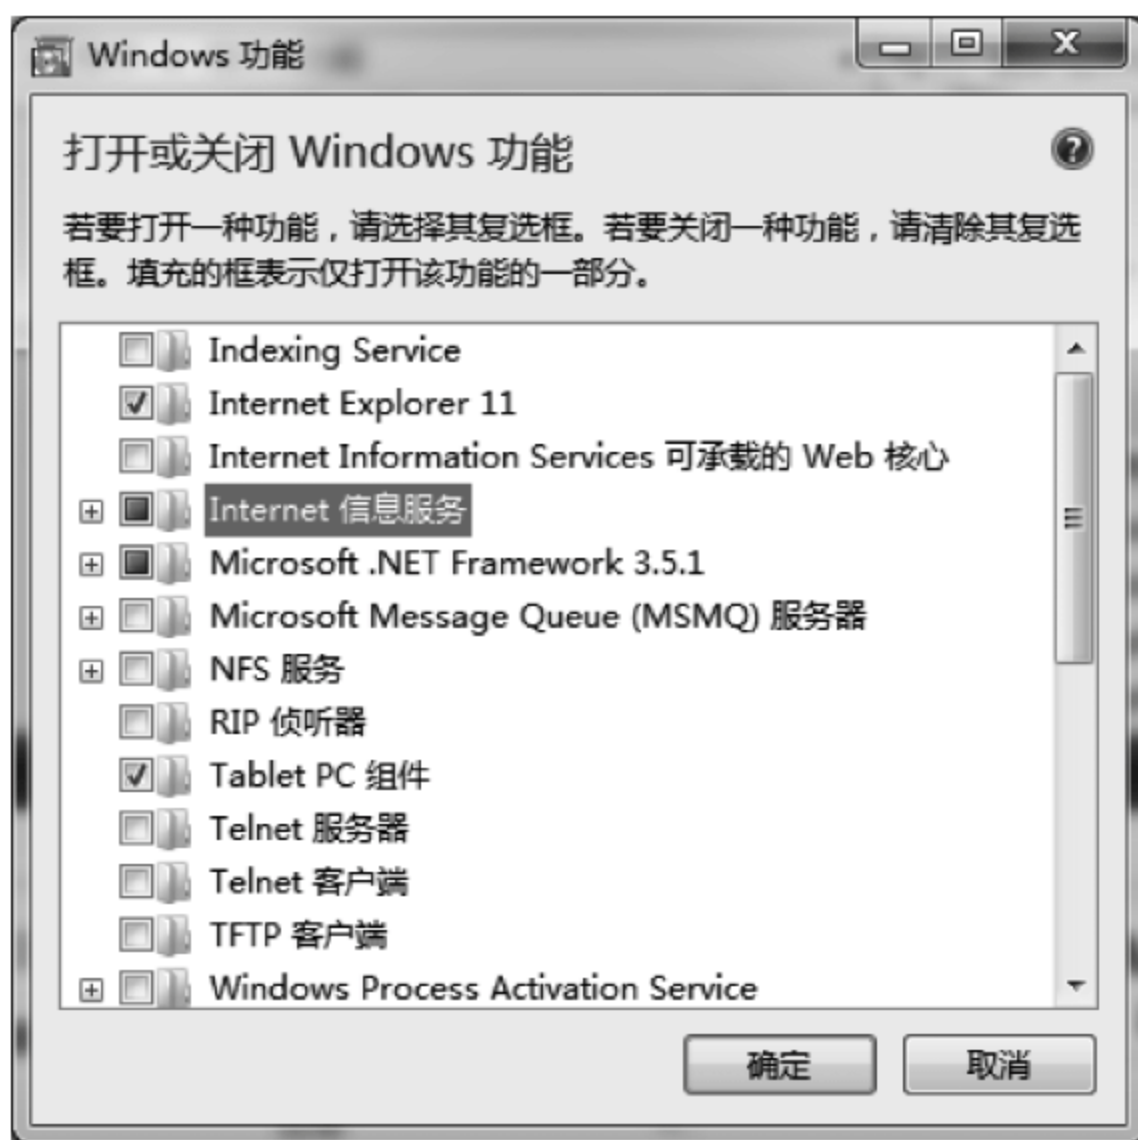 Windows 功能
打开或关闭 Windows 功能
若要打开一种功能，请选择其复选框。若要关闭一种功能，请清除其复选
框。填充的框表示仅打开该功能的一部分。
Indexing Service
Internet Explorer 11
Internet Information Services 可承载的 Web 核心
Internet 信息服务
Microsoft .NET Framework 3.5.1
Microsoft Message Queue (MSMQ) 服务器
NFS 服务
RIP 侦听器
Tablet PC 组件
Telnet 服务器
Telnet 客户端
TFTP 客户端
Windows Process Activation Service
确定 取消